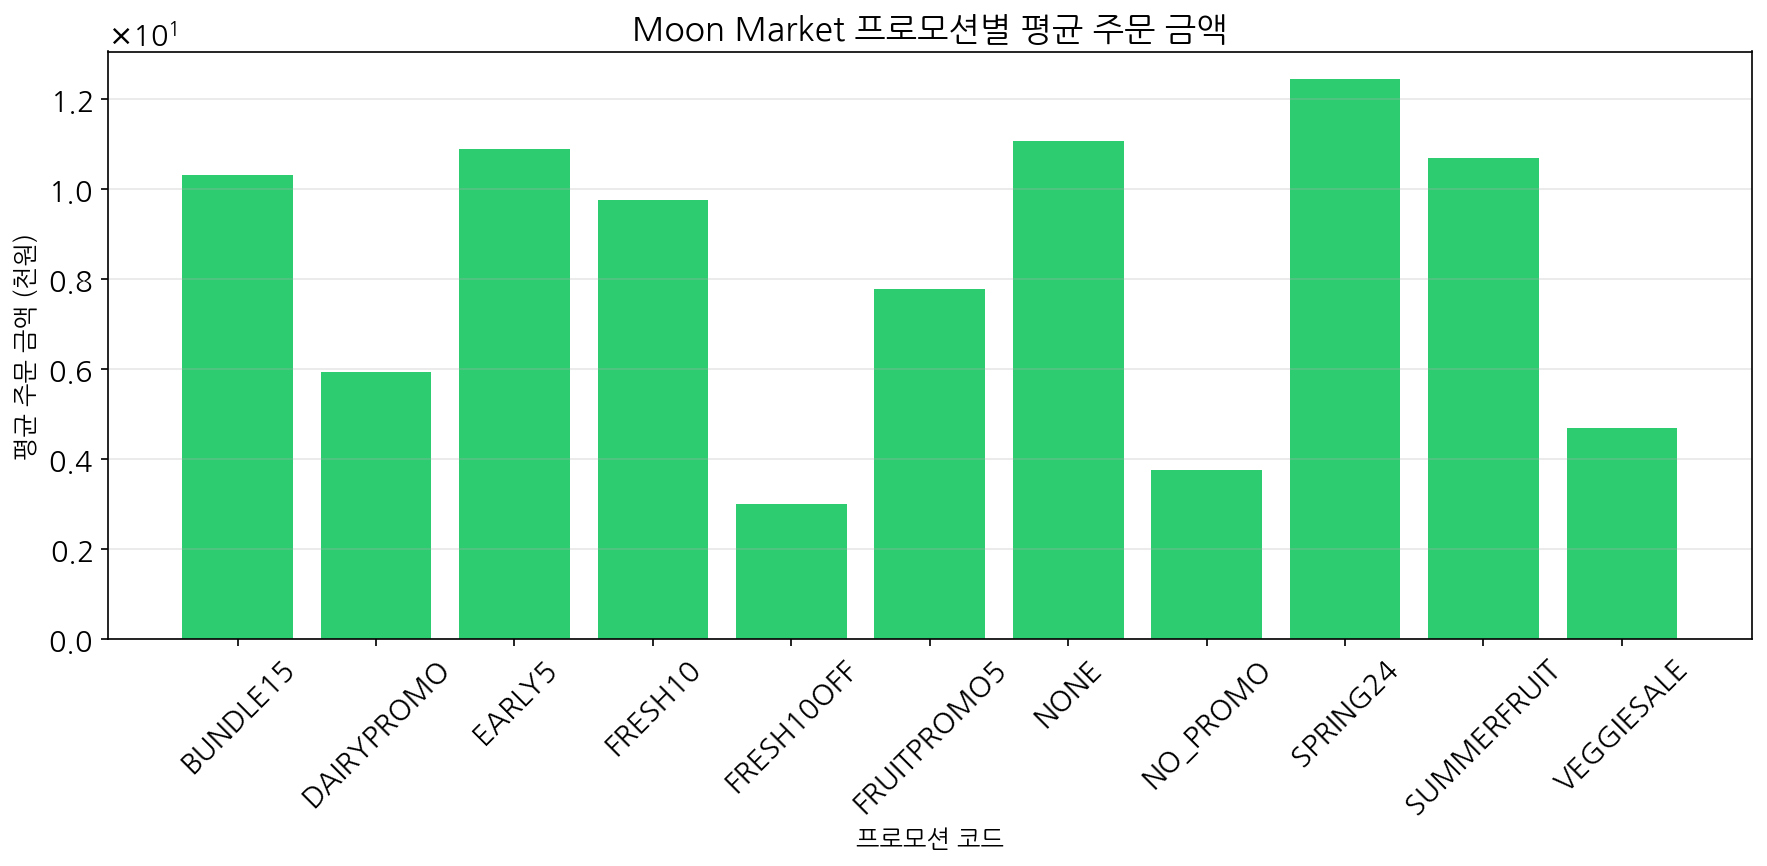 Moon Market 프로모션별 평균 주문 금액
×10¹
1.2
1.0
0.8
0.6
0.4
0.2
0.0
평균 주문 금액 (천원)
BUNDLE15
DAIRYPROMO
EARLY5
FRESH10
FRESH10OFF
FRUITPROMO5
NONE
NO_PROMO
SPRING24
SUMMERFRUIT
VEGGIESALE
프로모션 코드